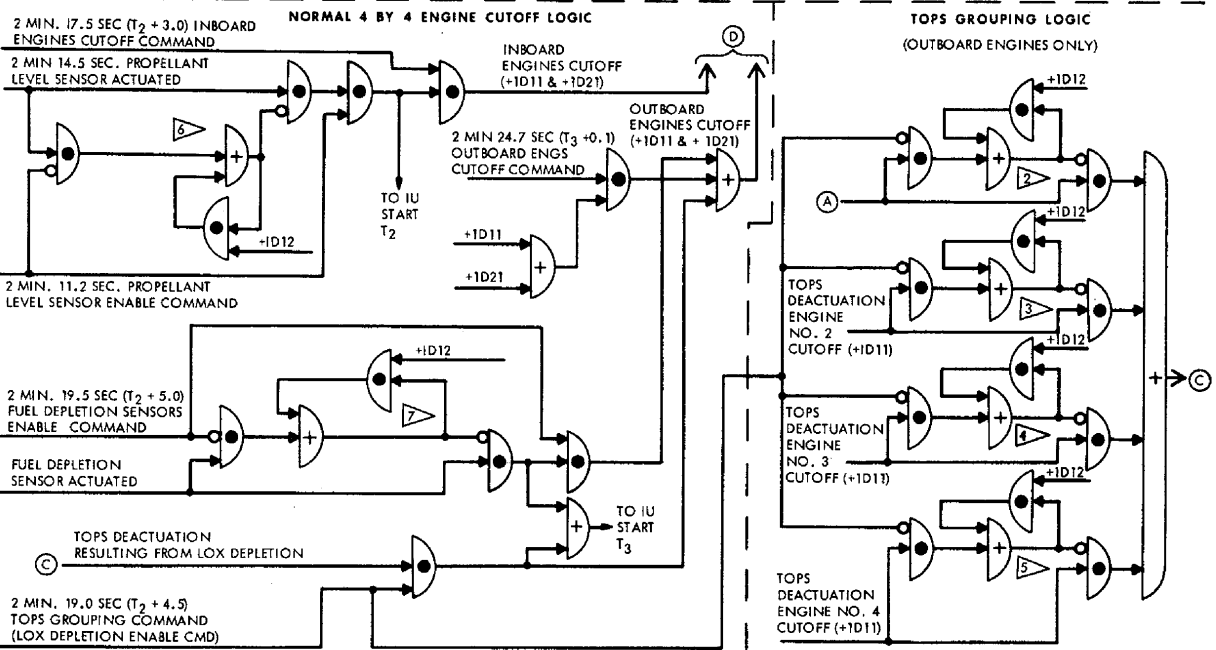 NORMAL 4 BY 4 ENGINE CUTOFF LOGIC
2 MIN. 17.5 SEC (T2 + 3.0) INBOARD
ENGINES CUTOFF COMMAND
2 MIN 14.5 SEC. PROPELLANT
LEVEL SENSOR ACTUATED
6
+1D12
2 MIN. 11.2 SEC. PROPELLANT
LEVEL SENSOR ENABLE COMMAND
TO IU
START
T2
INBOARD
ENGINES CUTOFF
(+1D11 & +1D21)
D
OUTBOARD
ENGINES CUTOFF
(+1D11 & + 1D21)
2 MIN 24.7 SEC (T3 +0.1)
OUTBOARD ENGS
CUTOFF COMMAND
+
+
+
+1D11
+1D21
2 MIN. 19.5 SEC (T2 + 5.0)
FUEL DEPLETION SENSORS
ENABLE COMMAND
FUEL DEPLETION
SENSOR ACTUATED
+1D12
7
+
+
TO IU
START
T3
TOPS DEACTUATION
RESULTING FROM LOX DEPLETION
C
2 MIN. 19.0 SEC (T2 + 4.5)
TOPS GROUPING COMMAND
(LOX DEPLETION ENABLE CMD)
TOPS GROUPING LOGIC
(OUTBOARD ENGINES ONLY)
+1D12
+
2
A
+1D12
+
3
TOPS
DEACTUATION
ENGINE
NO. 2
CUTOFF (+1D11)
+1D12
+
4
TOPS
DEACTUATION
ENGINE
NO. 3
CUTOFF (+1D11)
+1D12
+
5
TOPS
DEACTUATION
ENGINE NO. 4
CUTOFF (+1D11)
+
C